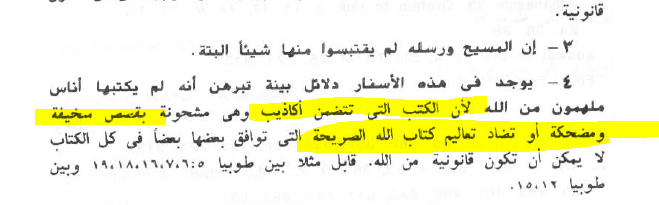 قانونية.
٣ - إن المسيح ورسله لم يقتبسوا منها شيئاً البتة.
٤ - يوجد فى هذه الأسفار دلائل بينة تبرهن أنه لم يكتبها أناس
ملهمون من الله لأن الكتب التى تتضمن أكاذيب وهى مشحونة بقصص سخيفة
ومضحكة أو تضاد تعاليم كتاب الله الصريحة التى توافق بعضها بعضاً فى كل الكتاب
لا يمكن أن تكون قانونية من الله. قابل مثلا بين طوبيا ١٩،١٨،١٦،٧،٦:٥ وبين
طوبيا ١٥،١٢.